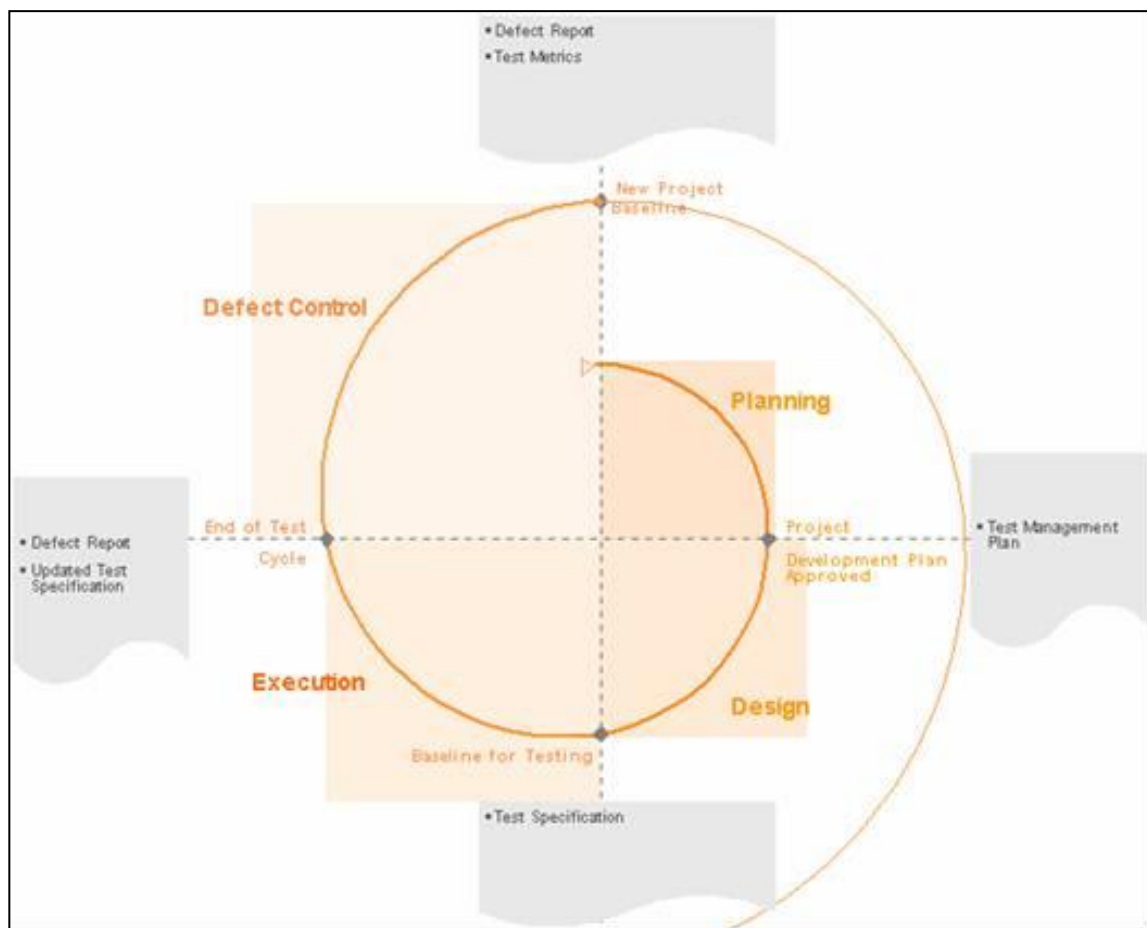 • Defect Report
• Test Metrics
New Project
Baseline
Defect Control
Planning
End of Test
Cycle
Project
Development Plan
Approved
• Test Management
Plan
• Defect Report
• Updated Test
Specification
Execution
Design
Baseline for Testing
• Test Specification